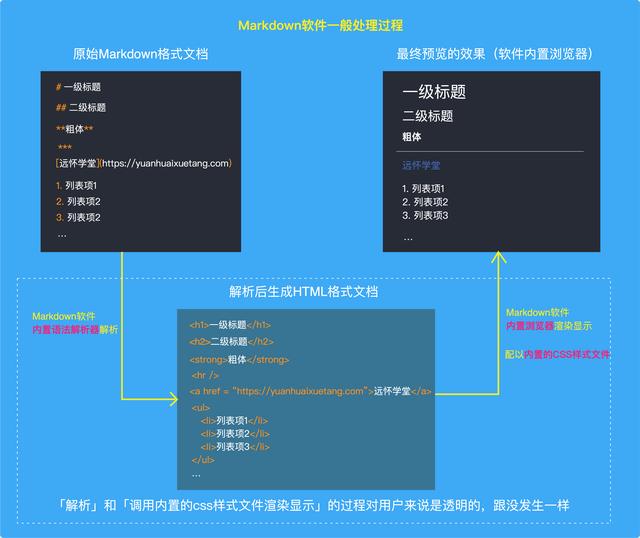 Markdown软件一般处理过程
原始Markdown格式文档
# 一级标题
## 二级标题
**粗体**
***
[远怀学堂](https://yuanhuaixuetang.com)
1. 列表项1
2. 列表项2
3. 列表项2
...
最终预览的效果（软件内置浏览器）
一级标题
二级标题
粗体
远怀学堂
1. 列表项1
2. 列表项2
3. 列表项3
...
解析后生成HTML格式文档
Markdown软件
内置语法解析器解析
<h1>一级标题</h1>
<h2>二级标题</h2>
<strong>粗体</strong>
<hr />
<a href = "https://yuanhuaixuetang.com">远怀学堂</a>
<ul>
<li>列表项1</li>
<li>列表项2</li>
<li>列表项3</li>
</ul>
...
Markdown软件
内置浏览器渲染显示
配以内置的CSS样式文件
「解析」和「调用内置的css样式文件渲染显示」的过程对用户来说是透明的，跟没发生一样